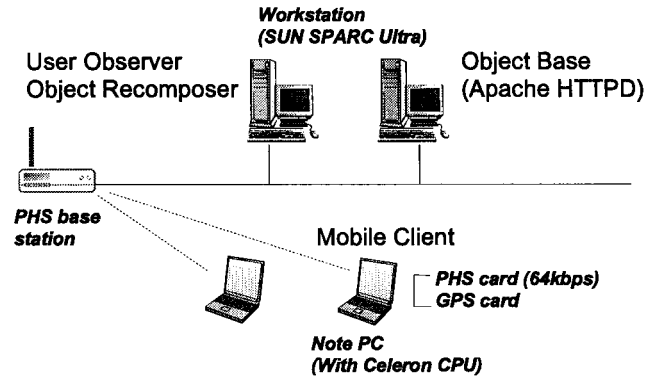 Workstation
(SUN SPARC Ultra)
User Observer
Object Recomposer
Object Base
(Apache HTTPD)
PHS base
station
Mobile Client
PHS card (64kbps)
GPS card
Note PC
(With Celeron CPU)